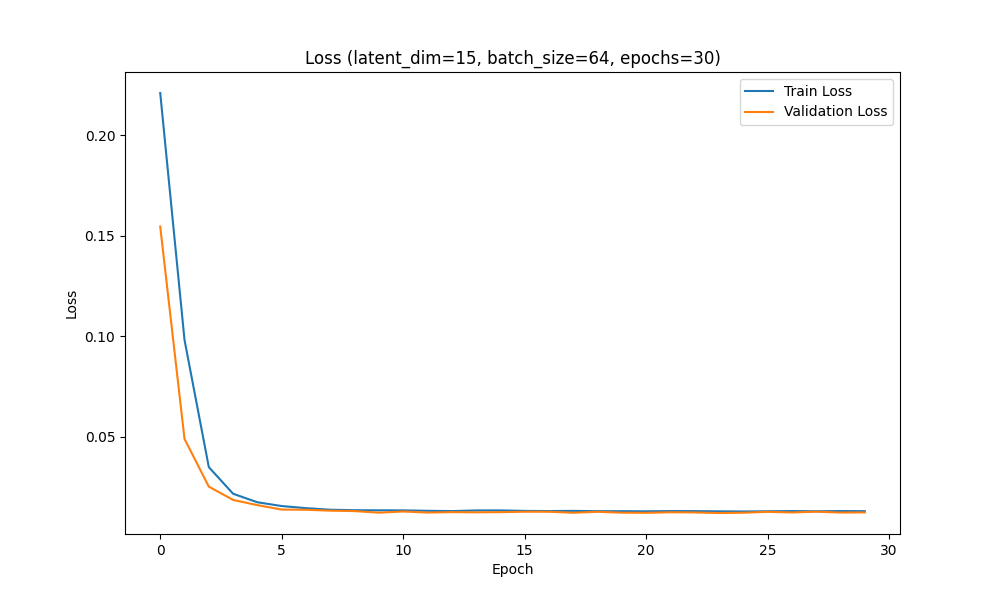 Loss (latent_dim=15, batch_size=64, epochs=30)
Train Loss
Validation Loss
0.20
0.15
0.10
0.05
Loss
0 5 10 15 20 25 30
Epoch